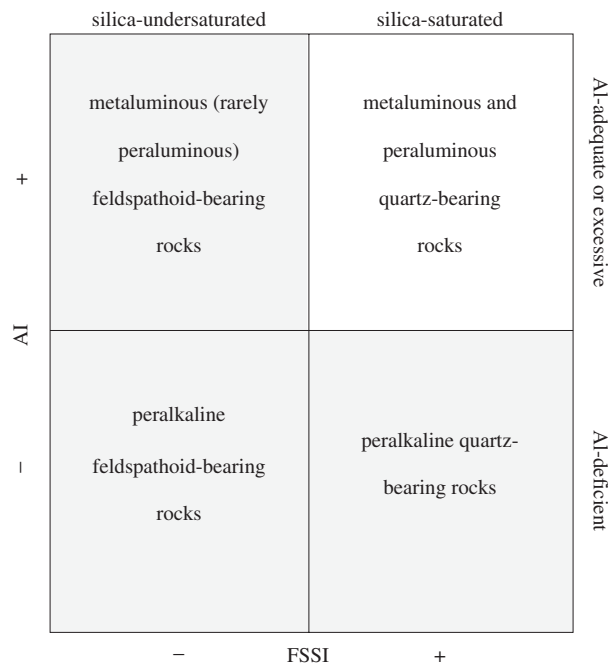 silica-undersaturated
silica-saturated
metaluminous (rarely
peraluminous)
feldspathoid-bearing
rocks
metaluminous and
peraluminous
quartz-bearing
rocks
Al-adequate or excessive
+
AI
–
peralkaline
feldspathoid-bearing
rocks
peralkaline quartz-
bearing rocks
Al-deficient
–
FSSI
+